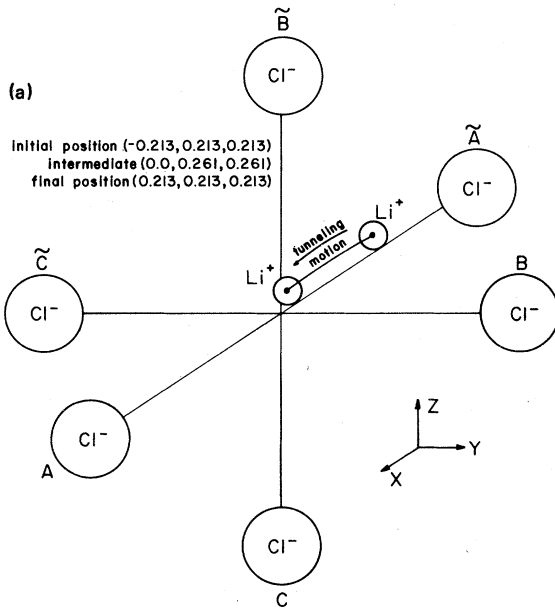 B̃
Cl⁻
(a)
initial position (-0.213, 0.213, 0.213)
intermediate (0.0, 0.261, 0.261)
final position (0.213, 0.213, 0.213)
Ã
Cl⁻
Li⁺
tunneling
motion
Li⁺
C̃
B
Cl⁻
Cl⁻
Cl⁻
A
Z
Y
X
Cl⁻
C